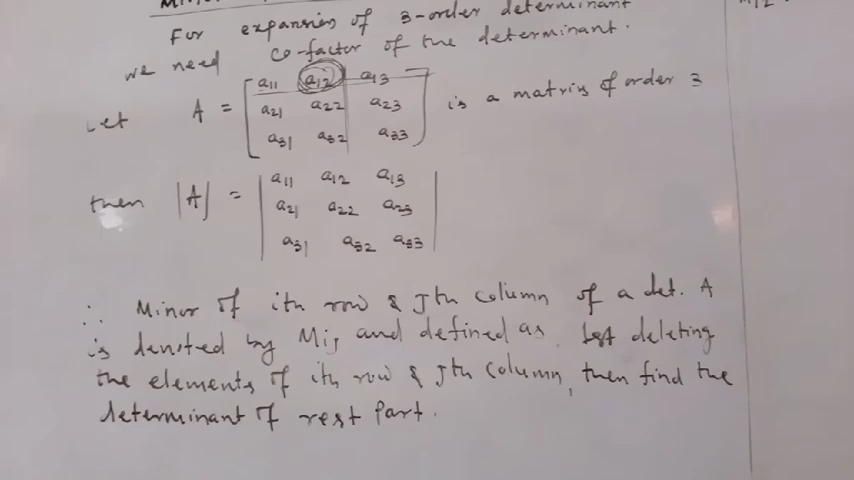 For expansion of 3-order determinant
we need co-factor of the determinant.
Let A = [ a11 a12 a13
a21 a22 a23
a31 a32 a33 ] is a matrix of order 3
then |A| = | a11 a12 a13
a21 a22 a23
a31 a32 a33 |
∴ Minor of ith row & Jth column of a det. A
is denoted by Mij and defined as deleting
the elements of ith row & Jth column, then find the
determinant of rest part.